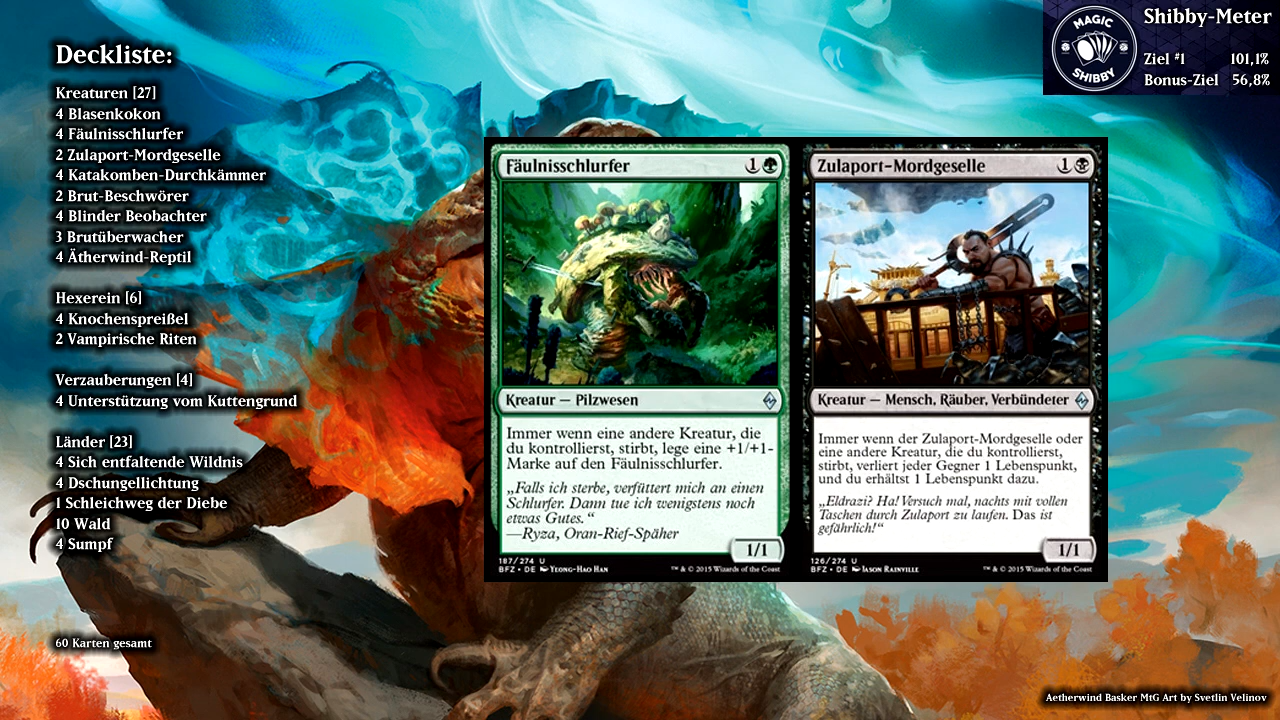 Deckliste:
Kreaturen [27]
4 Blasenkokon
4 Fäulnisschlurfer
2 Zulaport-Mordgeselle
4 Katakomben-Durchkämmer
2 Brut-Beschwörer
4 Blinder Beobachter
3 Brutüberwacher
4 Ätherwind-Reptil
Hexerein [6]
4 Knochenspreißel
2 Vampirische Riten
Verzauberungen [4]
4 Unterstützung vom Kuttengrund
Länder [23]
4 Sich entfaltende Wildnis
4 Dschungellichtung
1 Schleichweg der Diebe
10 Wald
4 Sumpf
60 Karten gesamt
Fäulnisschlurfer 1
Kreatur — Pilzwesen
Immer wenn eine andere Kreatur, die
du kontrollierst, stirbt, lege eine +1/+1-
Marke auf den Fäulnisschlurfer.
„Falls ich sterbe, verfüttert mich an einen
Schlurfer. Dann tue ich wenigstens noch
etwas Gutes.“
—Ryza, Oran-Rief-Späher
1/1
187/274 U
BFZ • DE Yeong-Hao Han
™ & © 2015 Wizards of the Coast
Zulaport-Mordgeselle 1
Kreatur — Mensch, Räuber, Verbündeter
Immer wenn der Zulaport-Mordgeselle oder
eine andere Kreatur, die du kontrollierst,
stirbt, verliert jeder Gegner 1 Lebenspunkt,
und du erhältst 1 Lebenspunkt dazu.
„Eldrazi? Ha! Versuch mal, nachts mit vollen
Taschen durch Zulaport zu laufen. Das ist
gefährlich!“
1/1
126/274 U
BFZ • DE Jason Rainville
™ & © 2015 Wizards of the Coast
MAGIC
SHIBBY
Shibby-Meter
Ziel #1 101,1%
Bonus-Ziel 56,8%
Aetherwind Basker MtG Art by Svetlin Velinov